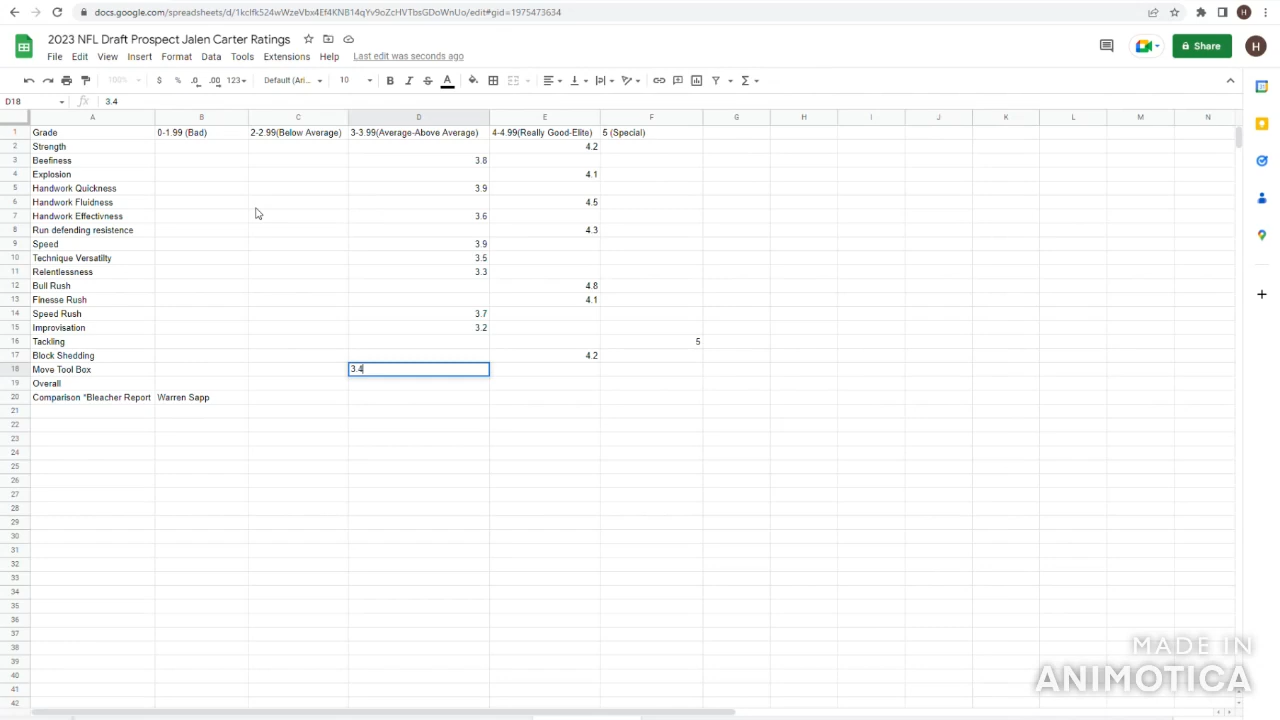 docs.google.com/spreadsheets/d/1kclfk524wWzeVbx4Ef4KNB14qYv9oZcHVTbsGDoWnUo/edit#gid=1975473634
H
2023 NFL Draft Prospect Jalen Carter Ratings
File Edit View Insert Format Data Tools Extensions Help Last edit was seconds ago
Share
H
100% $ % .0 .00 123 Default (Ari... 10 B I S A
D18 fx 3.4
A B C D E F G H I J K L M N
1 Grade 0-1.99 (Bad) 2-2.99(Below Average) 3-3.99(Average-Above Average) 4-4.99(Really Good-Elite) 5 (Special)
2 Strength 4.2
3 Beefiness 3.8
4 Explosion 4.1
5 Handwork Quickness 3.9
6 Handwork Fluidness 4.5
7 Handwork Effectivness 3.6
8 Run defending resistence 4.3
9 Speed 3.9
10 Technique Versatilty 3.5
11 Relentlessness 3.3
12 Bull Rush 4.8
13 Finesse Rush 4.1
14 Speed Rush 3.7
15 Improvisation 3.2
16 Tackling 5
17 Block Shedding 4.2
18 Move Tool Box 3.4
19 Overall
20 Comparison *Bleacher Report Warren Sapp
21
22
23
24
25
26
27
28
29
30
31
32
33
34
35
36
37
38
39
40
41
42
MADE IN
ANIMOTICA